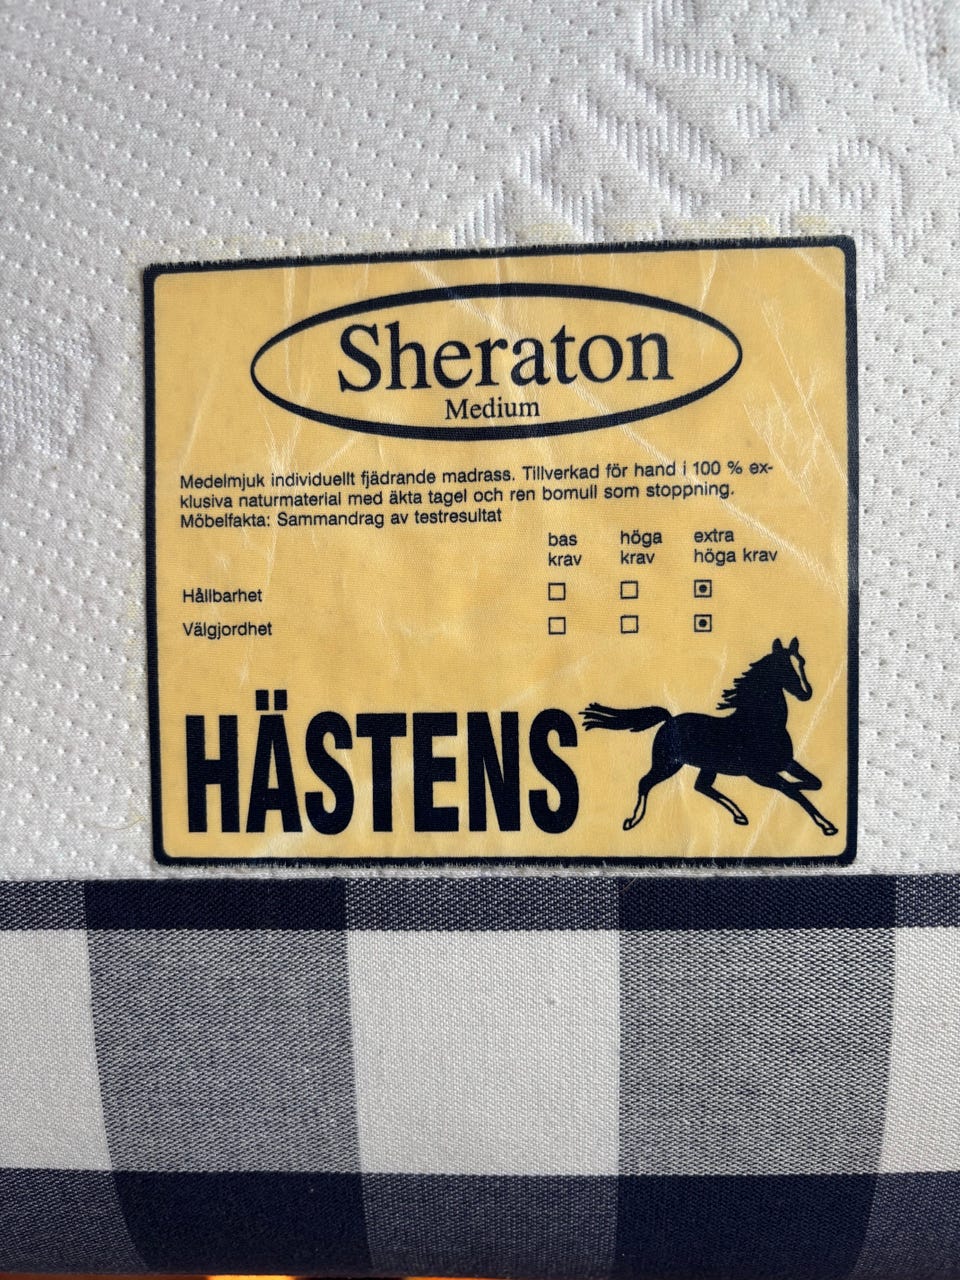 Sheraton
Medium
Medelmjuk individuellt fjädrande madrass. Tillverkad för hand i 100 % ex-
klusiva naturmaterial med äkta tagel och ren bomull som stoppning.
Möbelfakta: Sammandrag av testresultat
bas krav höga krav extra höga krav
Hållbarhet
Välgjordhet
HÄSTENS